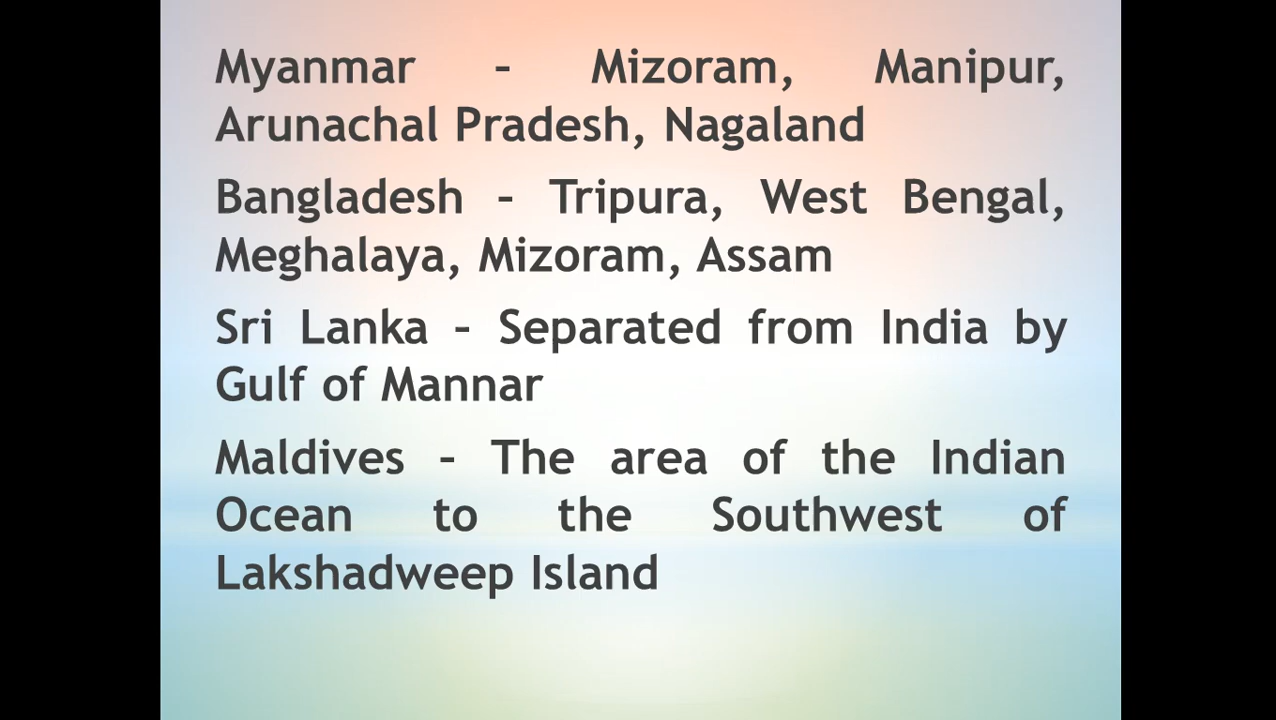 Myanmar – Mizoram, Manipur,
Arunachal Pradesh, Nagaland
Bangladesh – Tripura, West Bengal,
Meghalaya, Mizoram, Assam
Sri Lanka – Separated from India by
Gulf of Mannar
Maldives – The area of the Indian
Ocean to the Southwest of
Lakshadweep Island